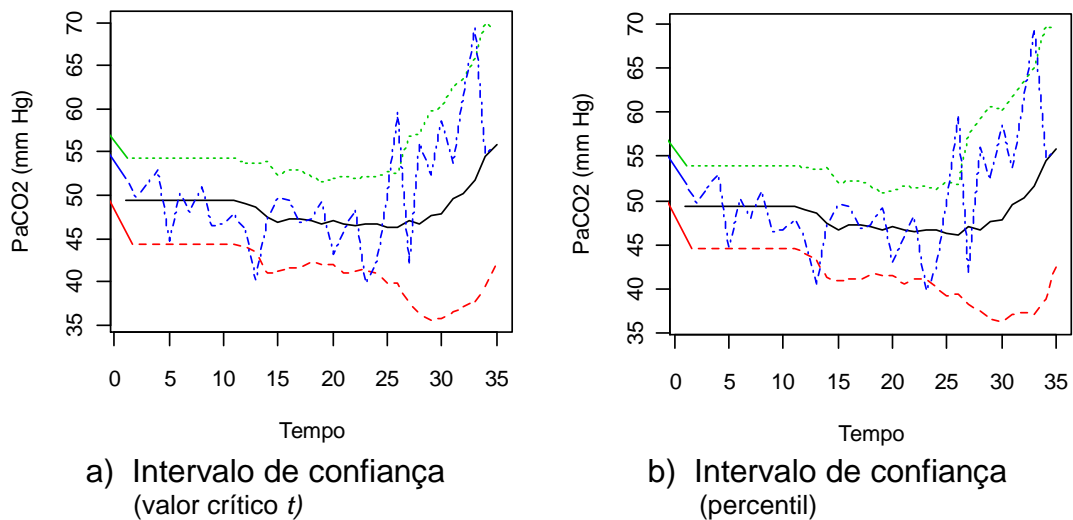 70
65
60
55
50
45
40
35
PaCO2 (mm Hg)
0 5 10 15 20 25 30 35
Tempo
a) Intervalo de confiança
(valor crítico t)
70
65
60
55
50
45
40
35
PaCO2 (mm Hg)
0 5 10 15 20 25 30 35
Tempo
b) Intervalo de confiança
(percentil)